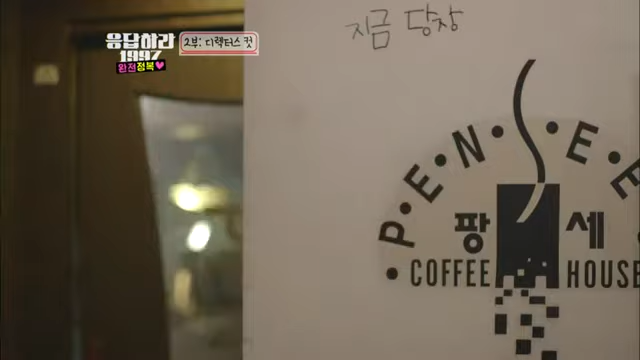 응답하라
1997
완전정복♥
2부: 디렉터스 컷
지금 당장
P•E•N•S•E•E
팡세
COFFEE HOUSE